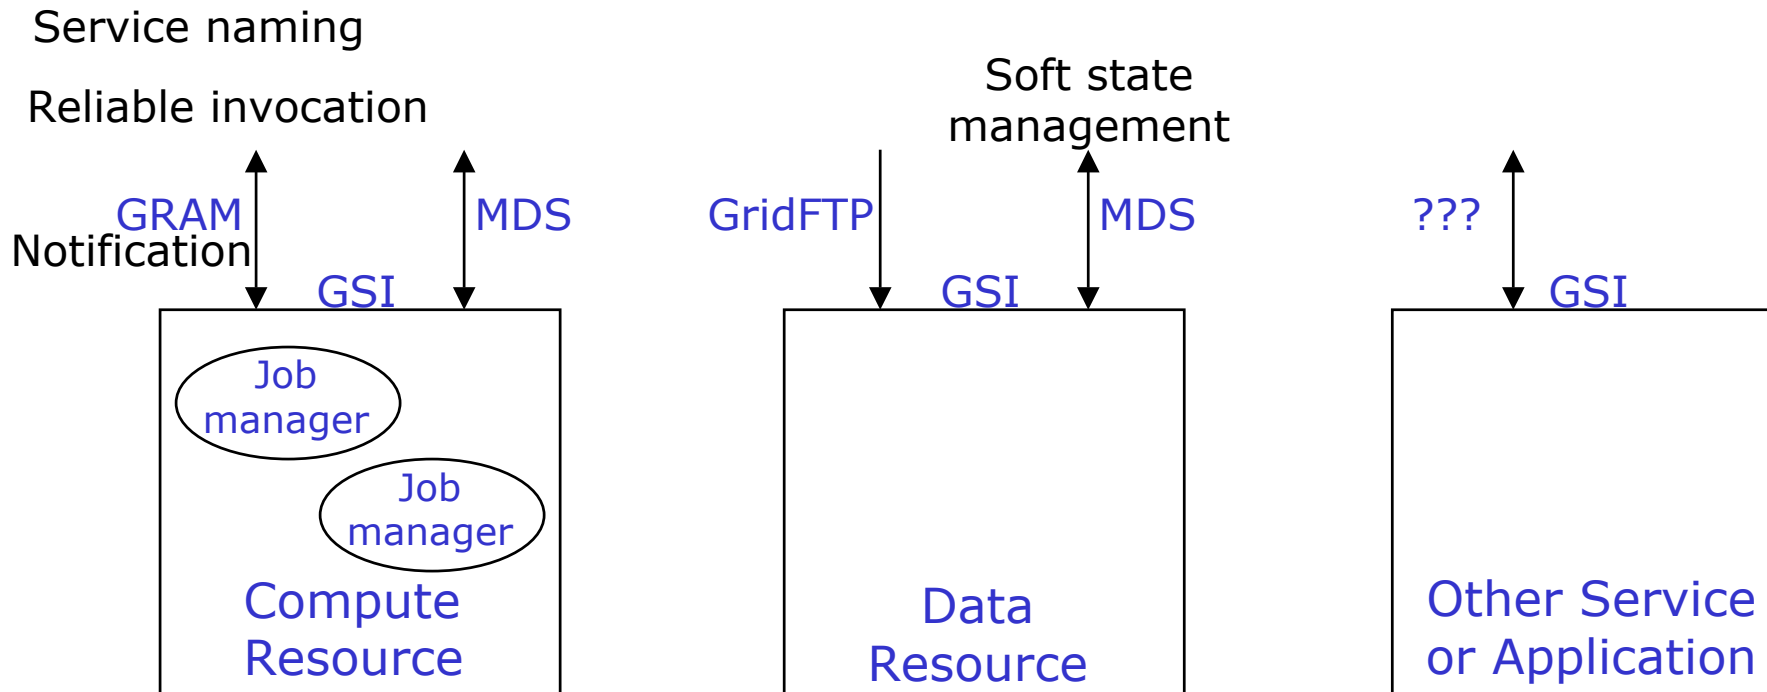 Service naming
Reliable invocation
Soft state
management
GRAM
MDS
GridFTP
MDS
???
Notification
GSI
GSI
GSI
Job
manager
Job
manager
Compute
Resource
Data
Resource
Other Service
or Application